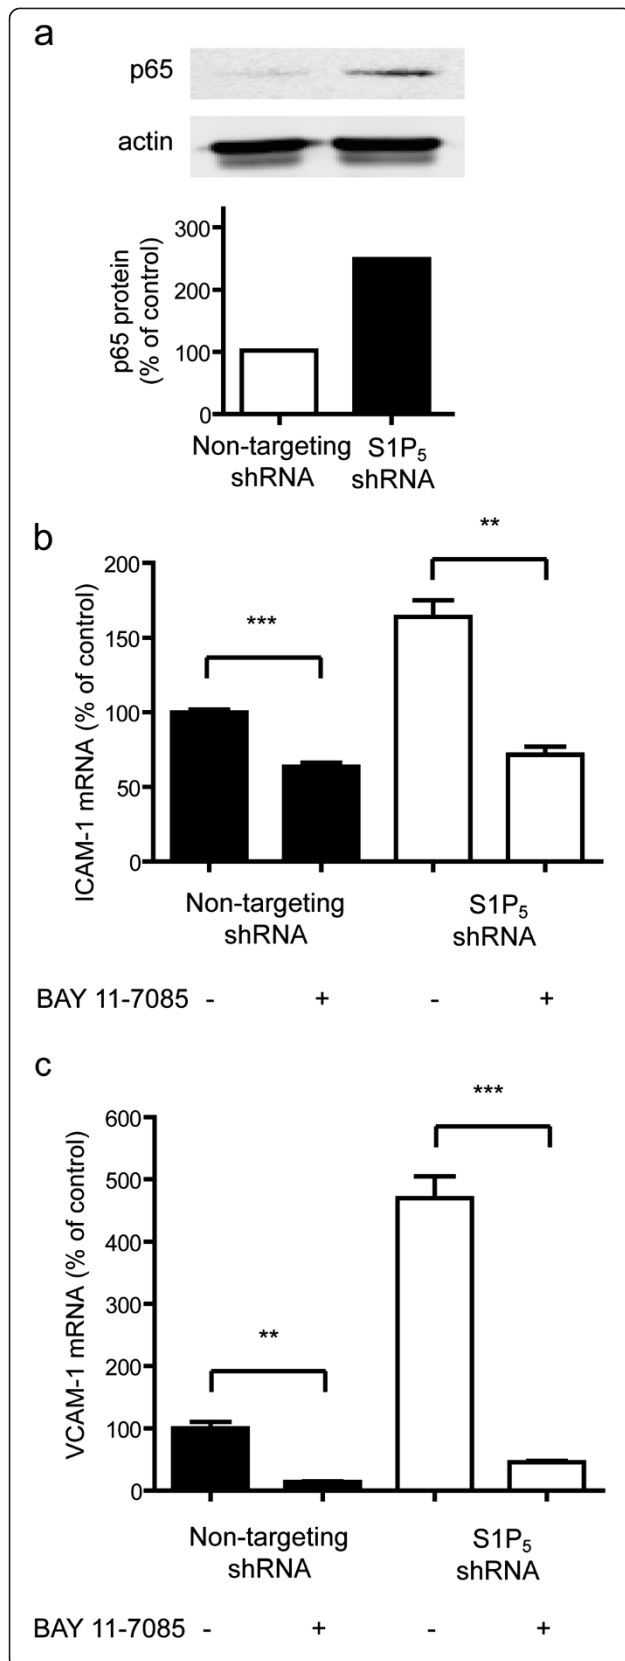 a
p65
actin
p65 protein
(% of control)
300
200
100
0
Non-targeting
shRNA
S1P₅
shRNA
b
ICAM-1 mRNA (% of control)
200
150
100
50
0
***
**
Non-targeting
shRNA
S1P₅
shRNA
BAY 11-7085 - + - +
c
VCAM-1 mRNA (% of control)
600
500
400
300
200
100
0
**
***
Non-targeting
shRNA
S1P₅
shRNA
BAY 11-7085 - + - +